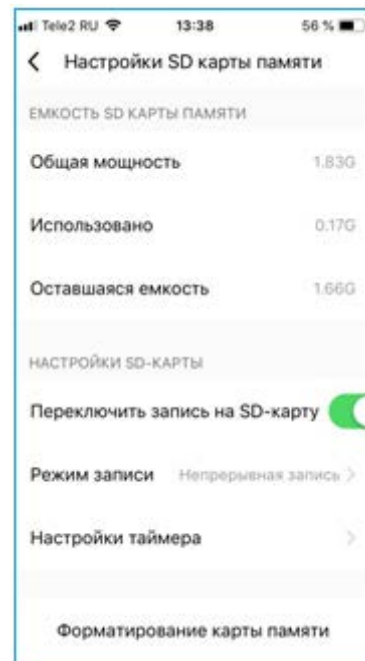 Tele2 RU 13:38 56 %
Настройки SD карты памяти
ЕМКОСТЬ SD КАРТЫ ПАМЯТИ
Общая мощность 1.83G
Использовано 0.17G
Оставшаяся емкость 1.66G
НАСТРОЙКИ SD-КАРТЫ
Переключить запись на SD-карту
Режим записи Непрерывная запись
Настройки таймера
Форматирование карты памяти